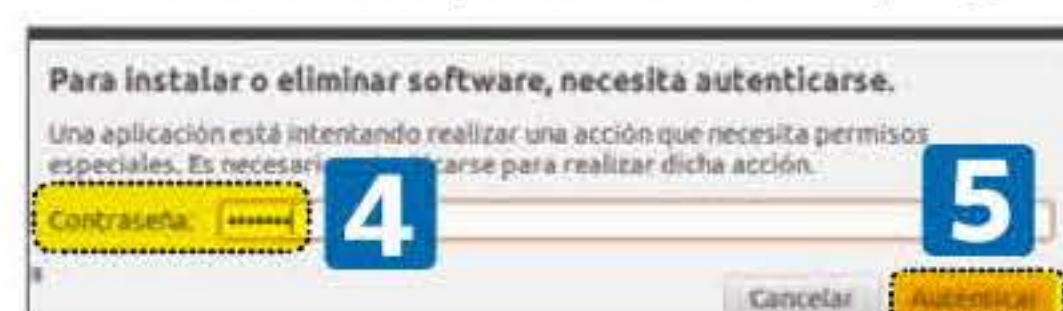 Para instalar o eliminar software, necesita autenticarse.
Una aplicación está intentando realizar una acción que necesita permisos
especiales. Es necesari carse para realizar dicha acción.
Contraseña: •••••••
4
5
Cancelar Autenticar